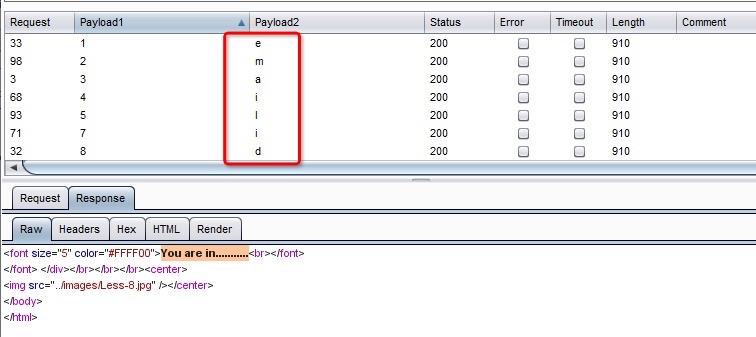 Request Payload1 Payload2 Status Error Timeout Length Comment
33 1 e 200 910
98 2 m 200 910
3 3 a 200 910
68 4 i 200 910
93 5 l 200 910
71 7 i 200 910
32 8 d 200 910
Request Response
Raw Headers Hex HTML Render
<font size="5" color="#FFFF00">You are in...........<br></font>
</font> </div></br></br></br><center>
<img src="../images/Less-8.jpg" /></center>
</body>
</html>